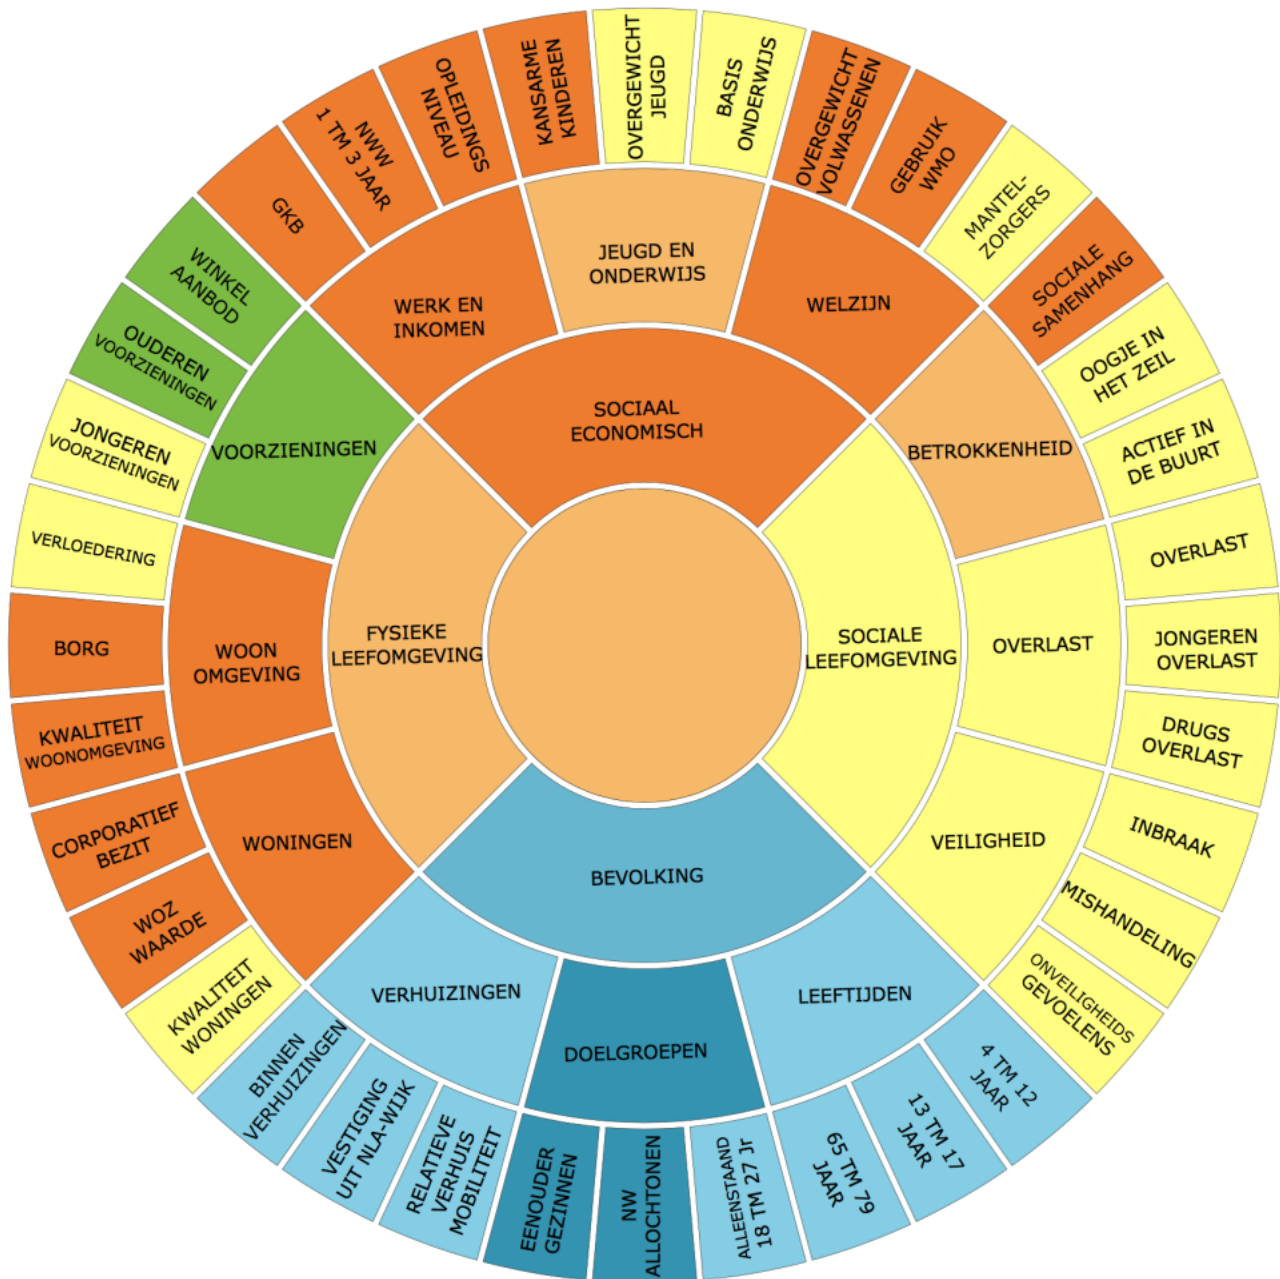 OVERGEWICHT
JEUGD
BASIS
ONDERWIJS
OVERGEWICHT
VOLWASSENEN
GEBRUIK
WMO
MANTEL-
ZORGERS
SOCIALE
SAMENHANG
OOGJE IN
HET ZEIL
ACTIEF IN
DE BUURT
OVERLAST
JONGEREN
OVERLAST
DRUGS
OVERLAST
INBRAAK
MISHANDELING
ONVEILIGHEIDS
GEVOELENS
4 TM 12
JAAR
13 TM 17
JAAR
65 TM 79
JAAR
ALLEENSTAAND
18 TM 27 Jr
NW
ALLOCHTONEN
EENOUDER
GEZINNEN
RELATIEVE
VERHUIS
MOBILITEIT
VESTIGING
UIT NLA-WIJK
BINNEN
VERHUIZINGEN
KWALITEIT
WONINGEN
WOZ
WAARDE
CORPORATIEF
BEZIT
KWALITEIT
WOONOMGEVING
BORG
VERLOEDERING
JONGEREN
VOORZIENINGEN
OUDEREN
VOORZIENINGEN
WINKEL
AANBOD
GKB
NWW
1 TM 3 JAAR
OPLEIDINGS
NIVEAU
KANSARME
KINDEREN
JEUGD EN
ONDERWIJS
WELZIJN
BETROKKENHEID
OVERLAST
VEILIGHEID
LEEFTIJDEN
DOELGROEPEN
VERHUIZINGEN
WONINGEN
WOON
OMGEVING
VOORZIENINGEN
WERK EN
INKOMEN
SOCIAAL
ECONOMISCH
SOCIALE
LEEFOMGEVING
BEVOLKING
FYSIEKE
LEEFOMGEVING